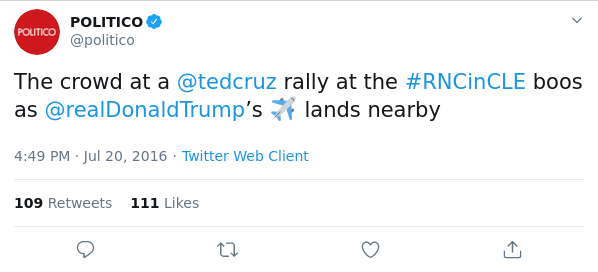 POLITICO
POLITICO
@politico
The crowd at a @tedcruz rally at the #RNCinCLE boos
as @realDonaldTrump’s ✈️ lands nearby
4:49 PM · Jul 20, 2016 · Twitter Web Client
109 Retweets 111 Likes